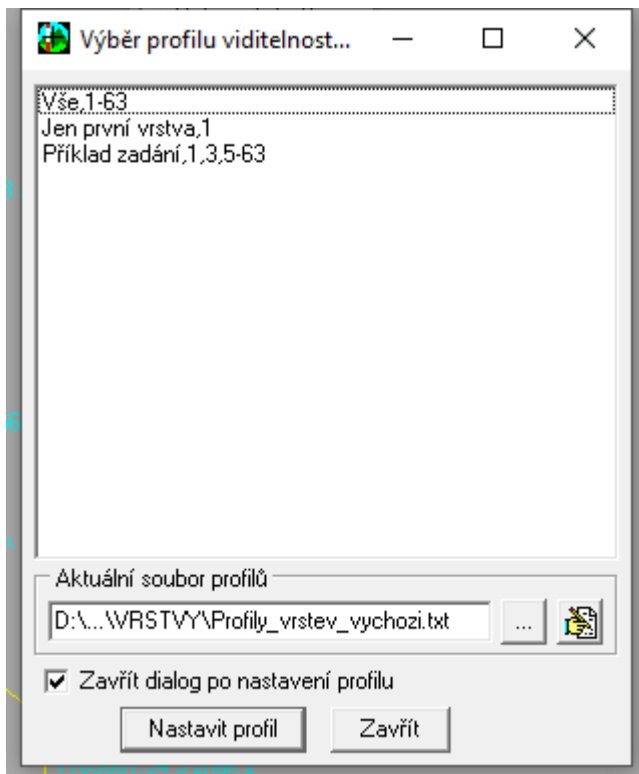 Výběr profilu viditelnost...
Vše,1-63
Jen první vrstva,1
Příklad zadání,1,3,5-63
Aktuální soubor profilů
D:\...\VRSTVY\Profily_vrstev_vychozi.txt
...
Zavřít dialog po nastavení profilu
Nastavit profil
Zavřít